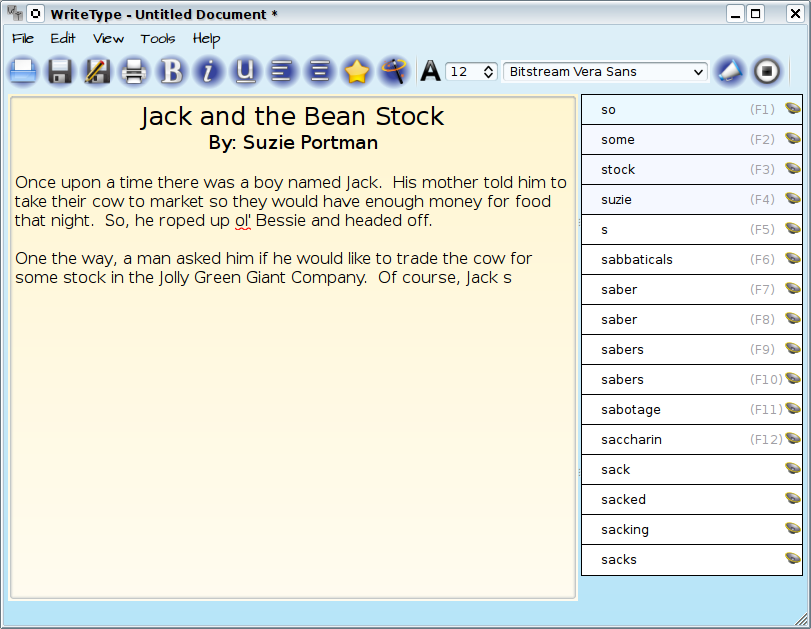 WriteType - Untitled Document *
File Edit View Tools Help
B i U A 12 Bitstream Vera Sans
Jack and the Bean Stock
By: Suzie Portman
Once upon a time there was a boy named Jack.  His mother told him to
take their cow to market so they would have enough money for food
that night.  So, he roped up ol' Bessie and headed off.
One the way, a man asked him if he would like to trade the cow for
some stock in the Jolly Green Giant Company.  Of course, Jack s
so (F1)
some (F2)
stock (F3)
suzie (F4)
s (F5)
sabbaticals (F6)
saber (F7)
saber (F8)
sabers (F9)
sabers (F10)
sabotage (F11)
saccharin (F12)
sack
sacked
sacking
sacks